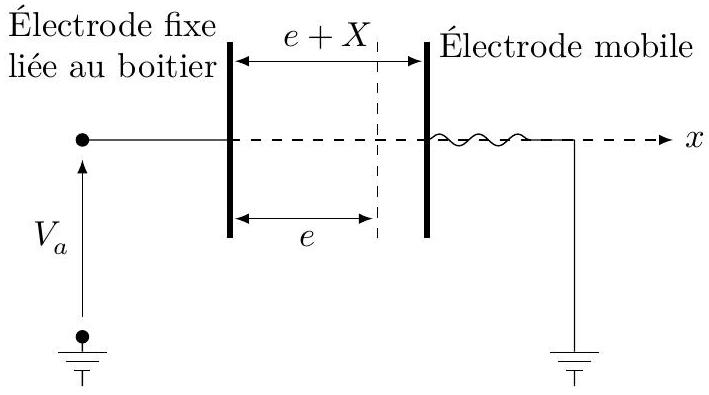 Électrode fixe
liée au boitier
e + X
Électrode mobile
x
V_a
e